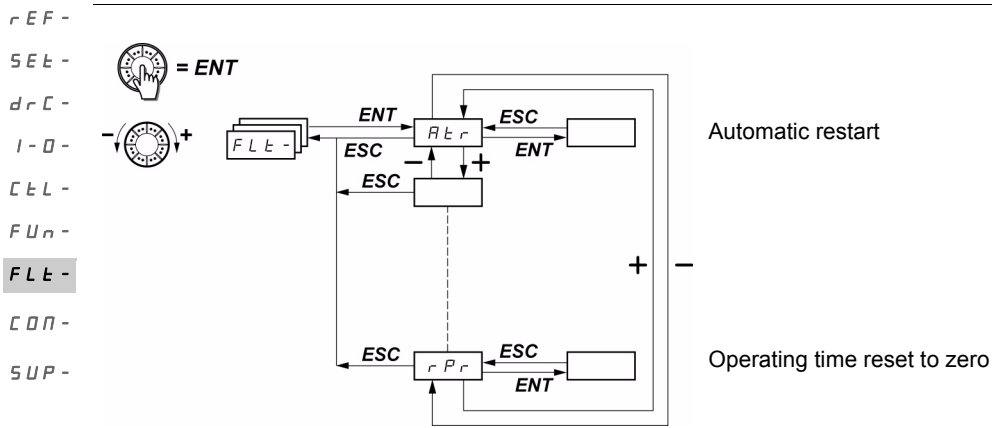 rEF-
SEt-
drC-
I-O-
CtL-
FUn-
FLt-
COM-
SUP-
= ENT
- +
FLt-
ENT
ESC
Atr
ESC
ENT
Automatic restart
- +
ESC
+ -
ESC
rPr
ESC
ENT
Operating time reset to zero